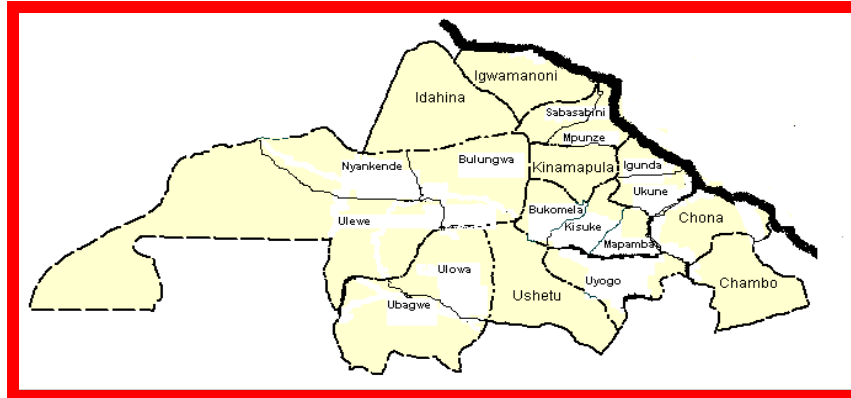 Igwamanoni
Idahina
Sabasabini
Mpunze
Nyankende
Bulungwa
Kinamapula
Igunda
Ukune
Ulewe
Bukomela
Kisuke
Chona
Mapamba
Ulowa
Uyogo
Chambo
Ushetu
Ubagwe